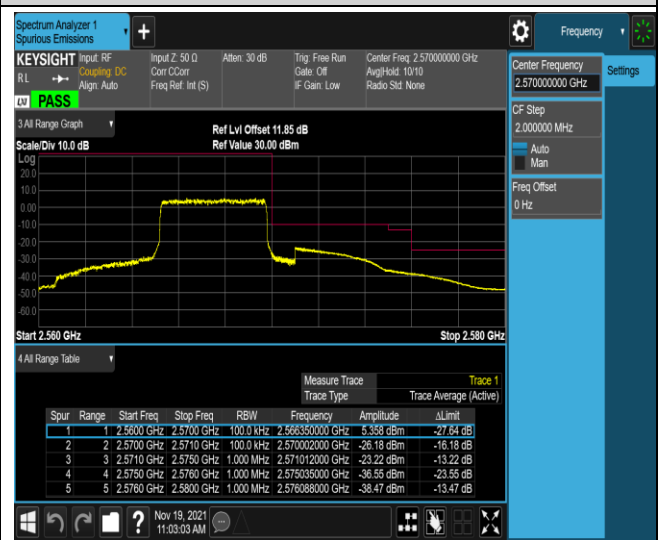 Spectrum Analyzer 1
Spurious Emissions
Frequency
KEYSIGHT
RL
LXI
PASS
Input: RF
Coupling: DC
Align: Auto
Input Z: 50 Ω
Corr CCorr
Freq Ref: Int (S)
Atten: 30 dB
Trig: Free Run
Gate: Off
IF Gain: Low
Center Freq: 2.570000000 GHz
Avg|Hold: 10/10
Radio Std: None
Center Frequency
2.570000000 GHz
Settings
CF Step
2.000000 MHz
Auto
Man
Freq Offset
0 Hz
3 All Range Graph
Scale/Div 10.0 dB
Ref Lvl Offset 11.85 dB
Ref Value 30.00 dBm
Log
20.0
10.0
0.00
-10.0
-20.0
-30.0
-40.0
-50.0
-60.0
Start 2.560 GHz
Stop 2.580 GHz
4 All Range Table
Measure Trace Trace 1
Trace Type Trace Average (Active)
Spur Range Start Freq Stop Freq RBW Frequency Amplitude ΔLimit
1 1 2.5600 GHz 2.5700 GHz 100.0 kHz 2.566350000 GHz 5.358 dBm -27.64 dB
2 2 2.5700 GHz 2.5710 GHz 100.0 kHz 2.570002000 GHz -26.18 dBm -16.18 dB
3 3 2.5710 GHz 2.5750 GHz 1.000 MHz 2.571012000 GHz -23.22 dBm -13.22 dB
4 4 2.5750 GHz 2.5760 GHz 1.000 MHz 2.575035000 GHz -36.55 dBm -23.55 dB
5 5 2.5760 GHz 2.5800 GHz 1.000 MHz 2.576088000 GHz -38.47 dBm -13.47 dB
Nov 19, 2021
11:03:03 AM